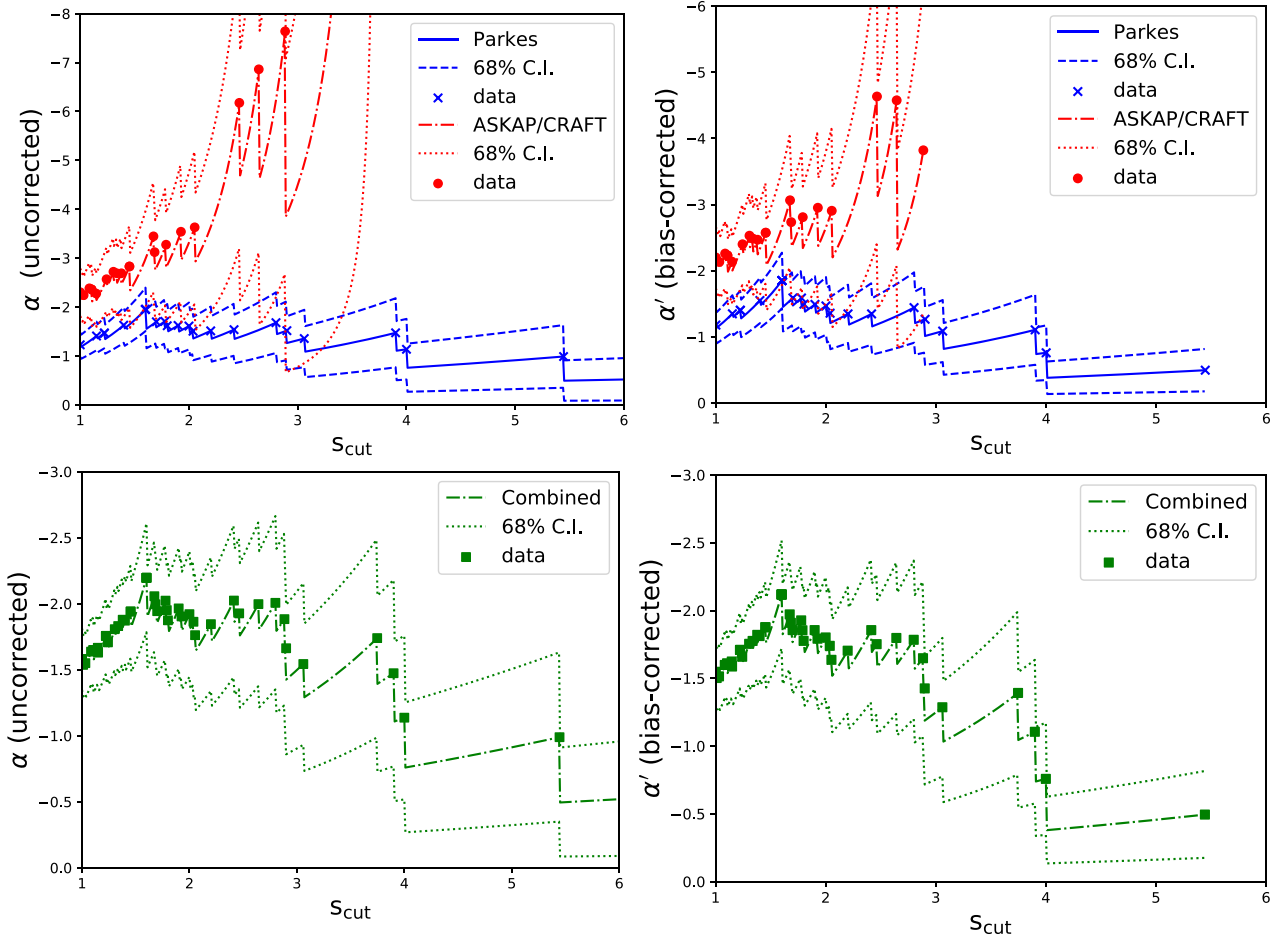 −8
−7
−6
−5
−4
−3
−2
−1
0
α (uncorrected)
Parkes
68% C.I.
data
ASKAP/CRAFT
68% C.I.
data
1 2 3 4 5 6
s_cut
−6
−5
−4
−3
−2
−1
0
α′ (bias-corrected)
Parkes
68% C.I.
data
ASKAP/CRAFT
68% C.I.
data
1 2 3 4 5 6
s_cut
−3.0
−2.5
−2.0
−1.5
−1.0
−0.5
0.0
α (uncorrected)
Combined
68% C.I.
data
1 2 3 4 5 6
s_cut
−3.0
−2.5
−2.0
−1.5
−1.0
−0.5
0.0
α′ (bias-corrected)
Combined
68% C.I.
data
1 2 3 4 5 6
s_cut